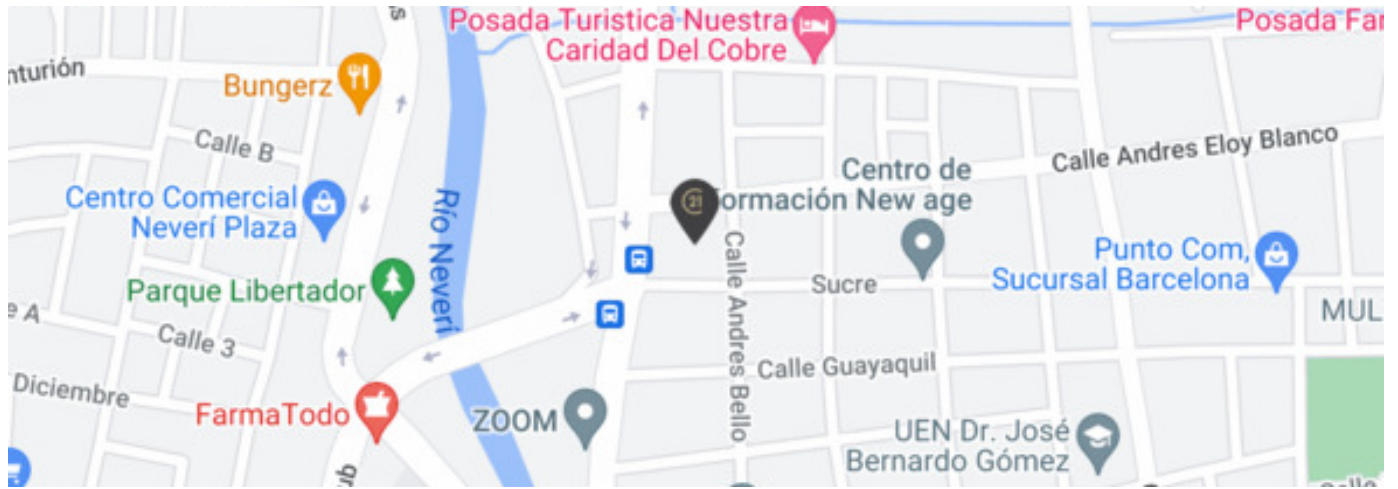 Posada Turistica Nuestra
Caridad Del Cobre
Posada Far
nturión
Bungerz
Calle B
Calle Andres Eloy Blanco
Centro de
ormación New age
Centro Comercial
Neverí Plaza
21
Río Neverí
Calle Andres Bello
Punto Com,
Sucursal Barcelona
Parque Libertador
Sucre
e A
Calle 3
MUL
Calle Guayaquil
Diciembre
FarmaTodo
ZOOM
UEN Dr. José
Bernardo Gómez